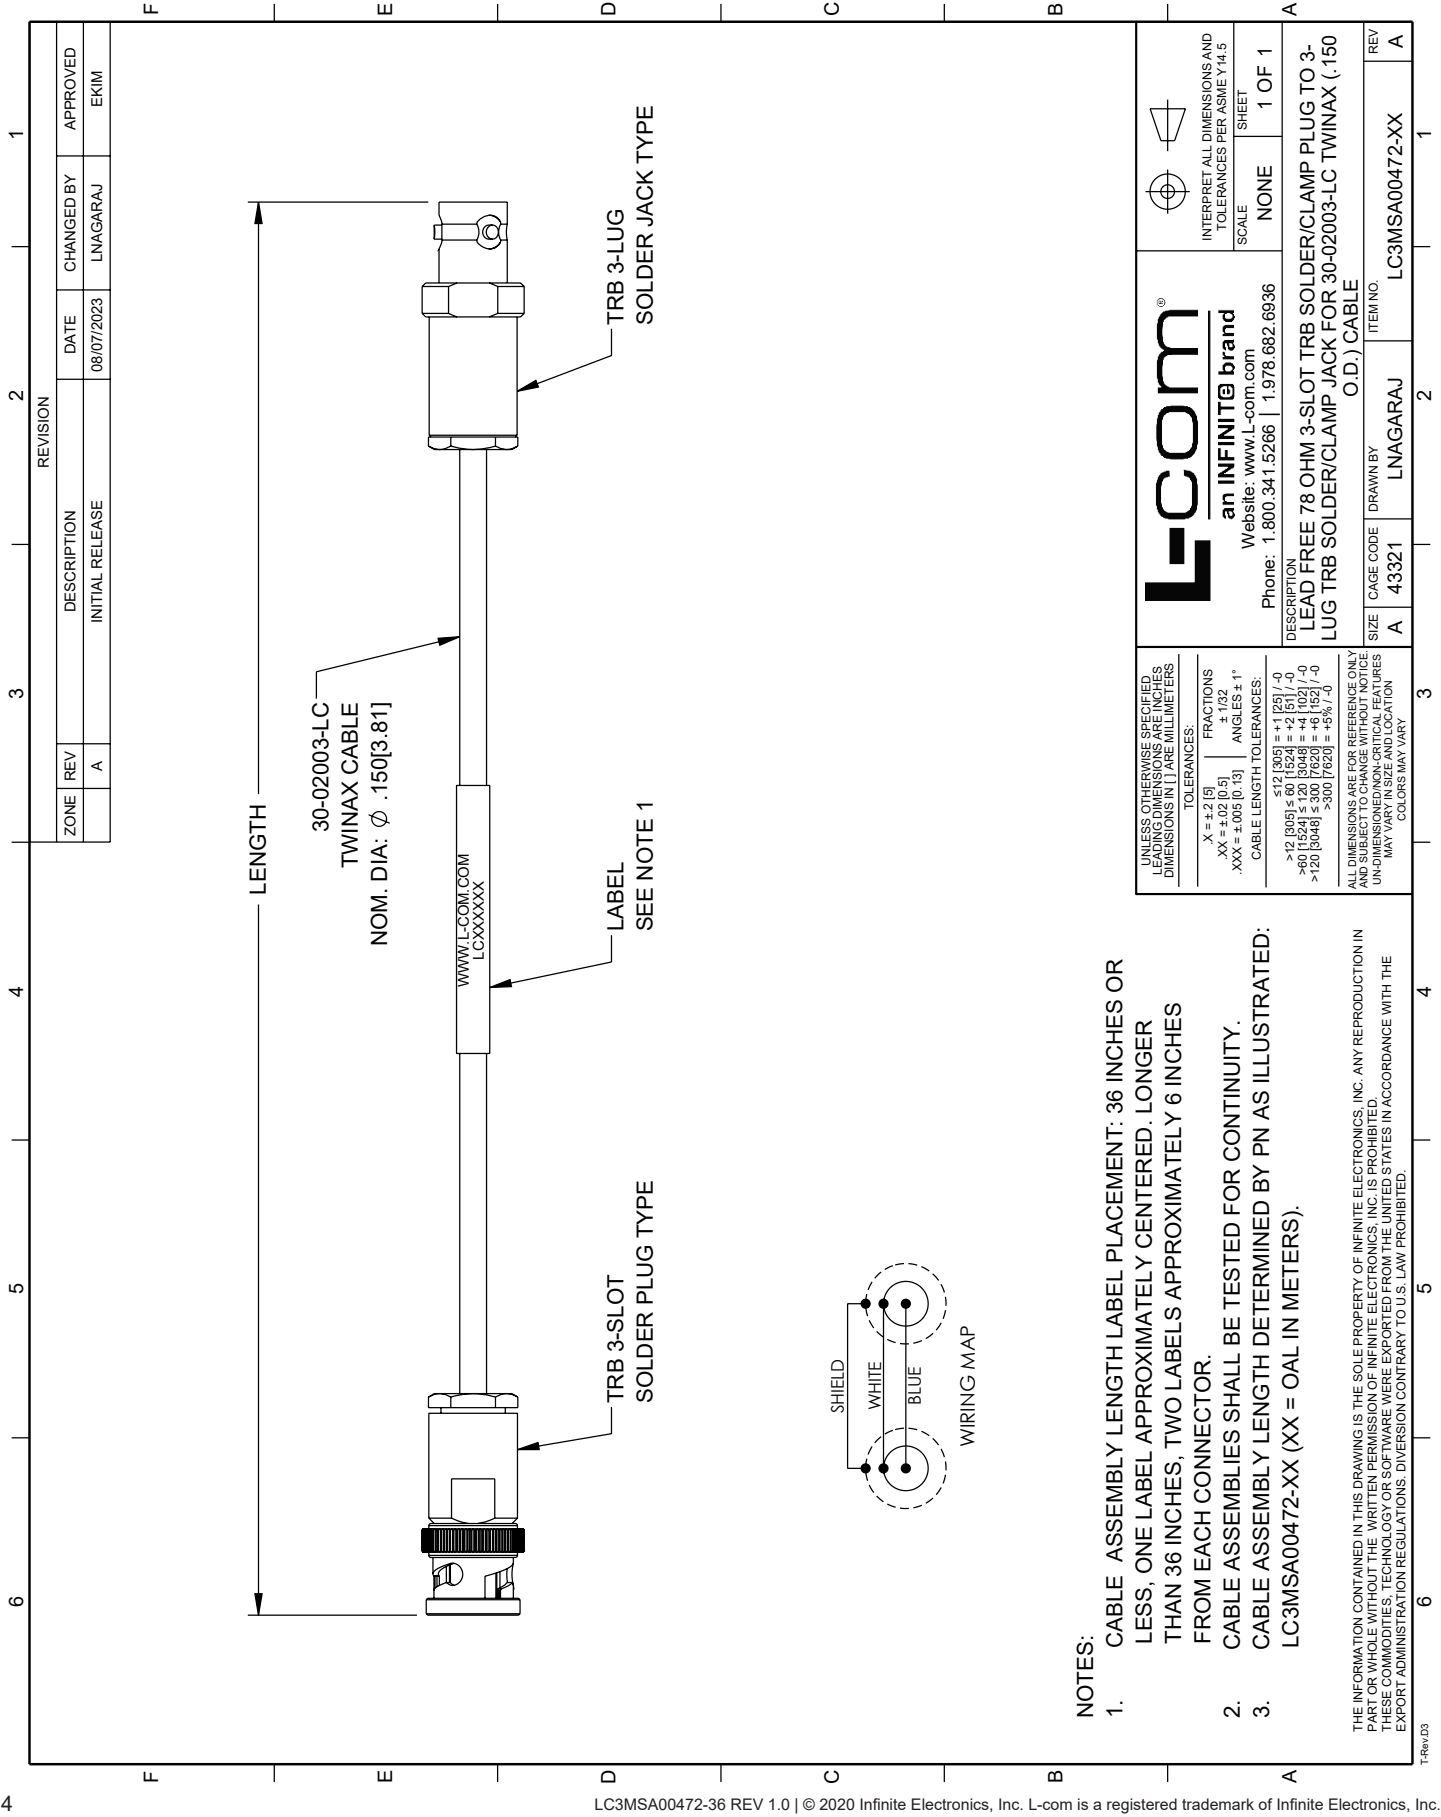 REVISION
ZONE REV DESCRIPTION DATE CHANGED BY APPROVED
A INITIAL RELEASE 08/07/2023 LNAGARAJ EKIM
6 5 4 3 2 1
F
E
D
C
B
A
LENGTH
30-02003-LC
TWINAX CABLE
NOM. DIA: Ø .150[3.81]
WWW.L-COM.COM
LCXXXXXX
TRB 3-SLOT
SOLDER PLUG TYPE
LABEL
SEE NOTE 1
TRB 3-LUG
SOLDER JACK TYPE
SHIELD
WHITE
BLUE
WIRING MAP
NOTES:
1. CABLE ASSEMBLY LENGTH LABEL PLACEMENT: 36 INCHES OR
LESS, ONE LABEL APPROXIMATELY CENTERED. LONGER
THAN 36 INCHES, TWO LABELS APPROXIMATELY 6 INCHES
FROM EACH CONNECTOR.
2. CABLE ASSEMBLIES SHALL BE TESTED FOR CONTINUITY.
3. CABLE ASSEMBLY LENGTH DETERMINED BY PN AS ILLUSTRATED:
LC3MSA00472-XX (XX = OAL IN METERS).
THE INFORMATION CONTAINED IN THIS DRAWING IS THE SOLE PROPERTY OF INFINITE ELECTRONICS, INC. ANY REPRODUCTION IN
PART OR WHOLE WITHOUT THE WRITTEN PERMISSION OF INFINITE ELECTRONICS, INC. IS PROHIBITED.
THESE COMMODITIES, TECHNOLOGY OR SOFTWARE WERE EXPORTED FROM THE UNITED STATES IN ACCORDANCE WITH THE
EXPORT ADMINISTRATION REGULATIONS. DIVERSION CONTRARY TO U.S. LAW PROHIBITED.
T-Rev.D3
UNLESS OTHERWISE SPECIFIED
LEADING DIMENSIONS ARE INCHES
DIMENSIONS IN [ ] ARE MILLIMETERS
TOLERANCES:
.X = ±.2 [5]
.XX = ±.02 [0.5]
.XXX = ±.005 [0.13]
FRACTIONS
± 1/32
ANGLES ± 1°
CABLE LENGTH TOLERANCES:
≤12 [305] = +1 [25] / -0
>12 [305] ≤ 60 [1524] = +2 [51] / -0
>60 [1524] ≤ 120 [3048] = +4 [102] / -0
>120 [3048] ≤ 300 [7620] = +6 [152] / -0
>300 [7620] = +5% / -0
ALL DIMENSIONS ARE FOR REFERENCE ONLY
AND SUBJECT TO CHANGE WITHOUT NOTICE.
UN-DIMENSIONED/NON-CRITICAL FEATURES
MAY VARY IN SIZE AND LOCATION
COLORS MAY VARY
L-com®
an INFINITE brand
Website: www.L-com.com
Phone: 1.800.341.5266 | 1.978.682.6936
INTERPRET ALL DIMENSIONS AND
TOLERANCES PER ASME Y14.5
SCALE SHEET
NONE 1 OF 1
DESCRIPTION
LEAD FREE 78 OHM 3-SLOT TRB SOLDER/CLAMP PLUG TO 3-
LUG TRB SOLDER/CLAMP JACK FOR 30-02003-LC TWINAX (.150
O.D.) CABLE
SIZE CAGE CODE DRAWN BY ITEM NO. REV
A 43321 LNAGARAJ LC3MSA00472-XX A
6 5 4 3 2 1
F
E
D
C
B
A
4
LC3MSA00472-36 REV 1.0 | © 2020 Infinite Electronics, Inc. L-com is a registered trademark of Infinite Electronics, Inc.